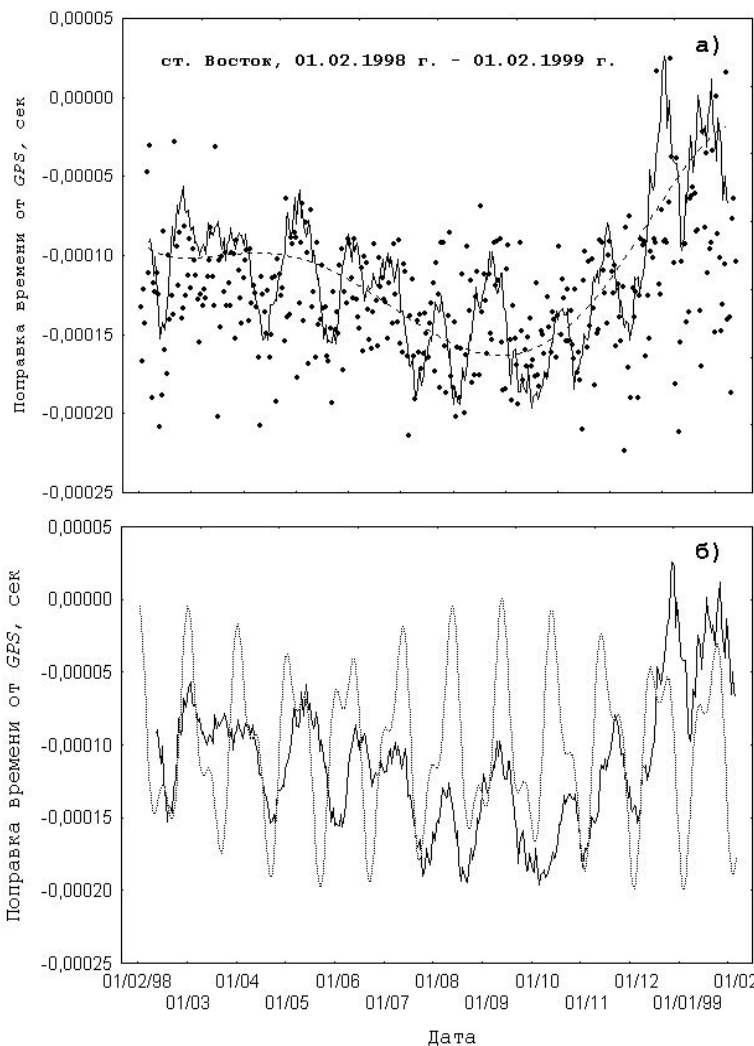 0,00005
а)
ст. Восток, 01.02.1998 г. - 01.02.1999 г.
0,00000
-0,00005
-0,00010
-0,00015
-0,00020
-0,00025
Поправка времени от GPS, сек
0,00005
б)
0,00000
-0,00005
-0,00010
-0,00015
-0,00020
-0,00025
Поправка времени от GPS, сек
01/02/98 01/04 01/06 01/08 01/10 01/12 01/02
01/03 01/05 01/07 01/09 01/11 01/01/99
Дата